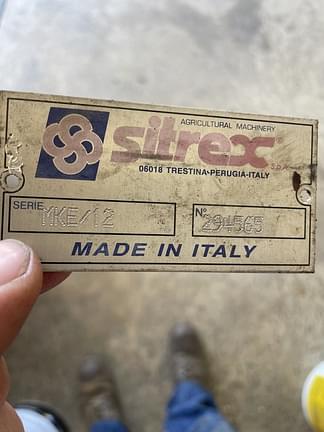 AGRICULTURAL MACHINERY
sitrex S.p.A.
06018 TRESTINA-PERUGIA-ITALY
SERIE MKE/12 N° 294565
MADE IN ITALY